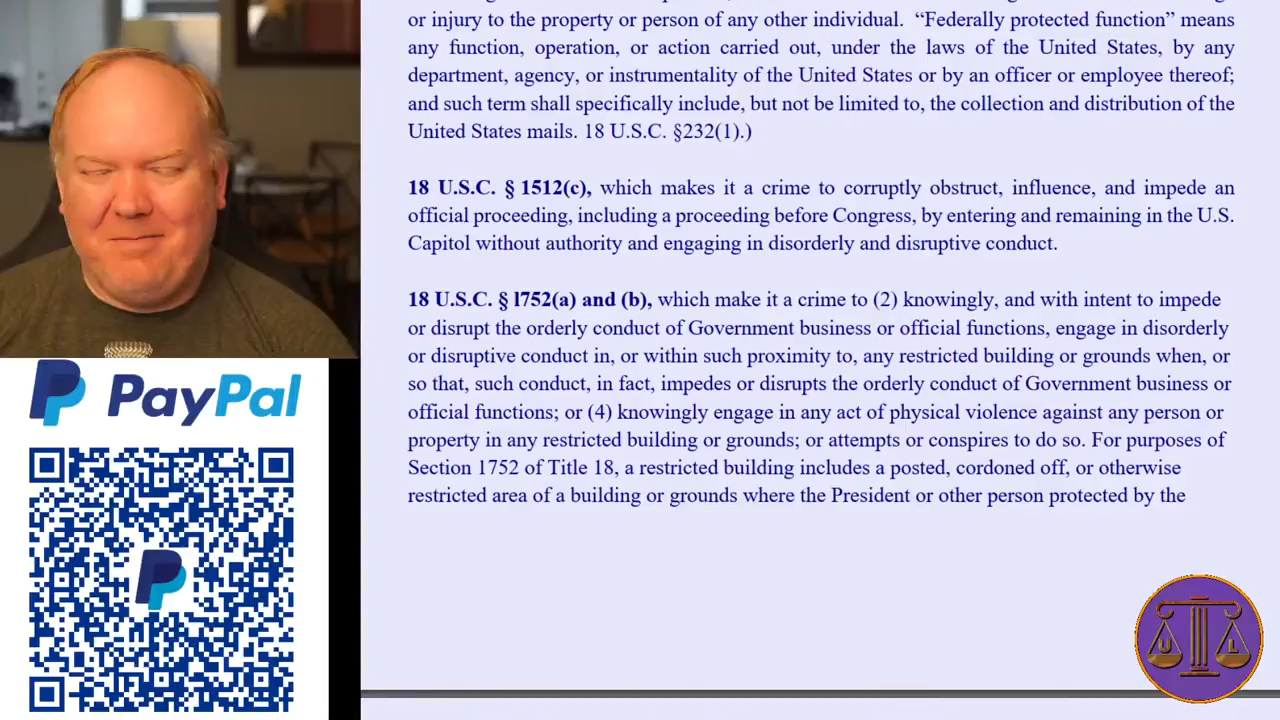 or injury to the property or person of any other individual. “Federally protected function” means
any function, operation, or action carried out, under the laws of the United States, by any
department, agency, or instrumentality of the United States or by an officer or employee thereof;
and such term shall specifically include, but not be limited to, the collection and distribution of the
United States mails. 18 U.S.C. §232(1).)
18 U.S.C. § 1512(c), which makes it a crime to corruptly obstruct, influence, and impede an
official proceeding, including a proceeding before Congress, by entering and remaining in the U.S.
Capitol without authority and engaging in disorderly and disruptive conduct.
18 U.S.C. § l752(a) and (b), which make it a crime to (2) knowingly, and with intent to impede
or disrupt the orderly conduct of Government business or official functions, engage in disorderly
or disruptive conduct in, or within such proximity to, any restricted building or grounds when, or
so that, such conduct, in fact, impedes or disrupts the orderly conduct of Government business or
official functions; or (4) knowingly engage in any act of physical violence against any person or
property in any restricted building or grounds; or attempts or conspires to do so. For purposes of
Section 1752 of Title 18, a restricted building includes a posted, cordoned off, or otherwise
restricted area of a building or grounds where the President or other person protected by the
PayPal
U L